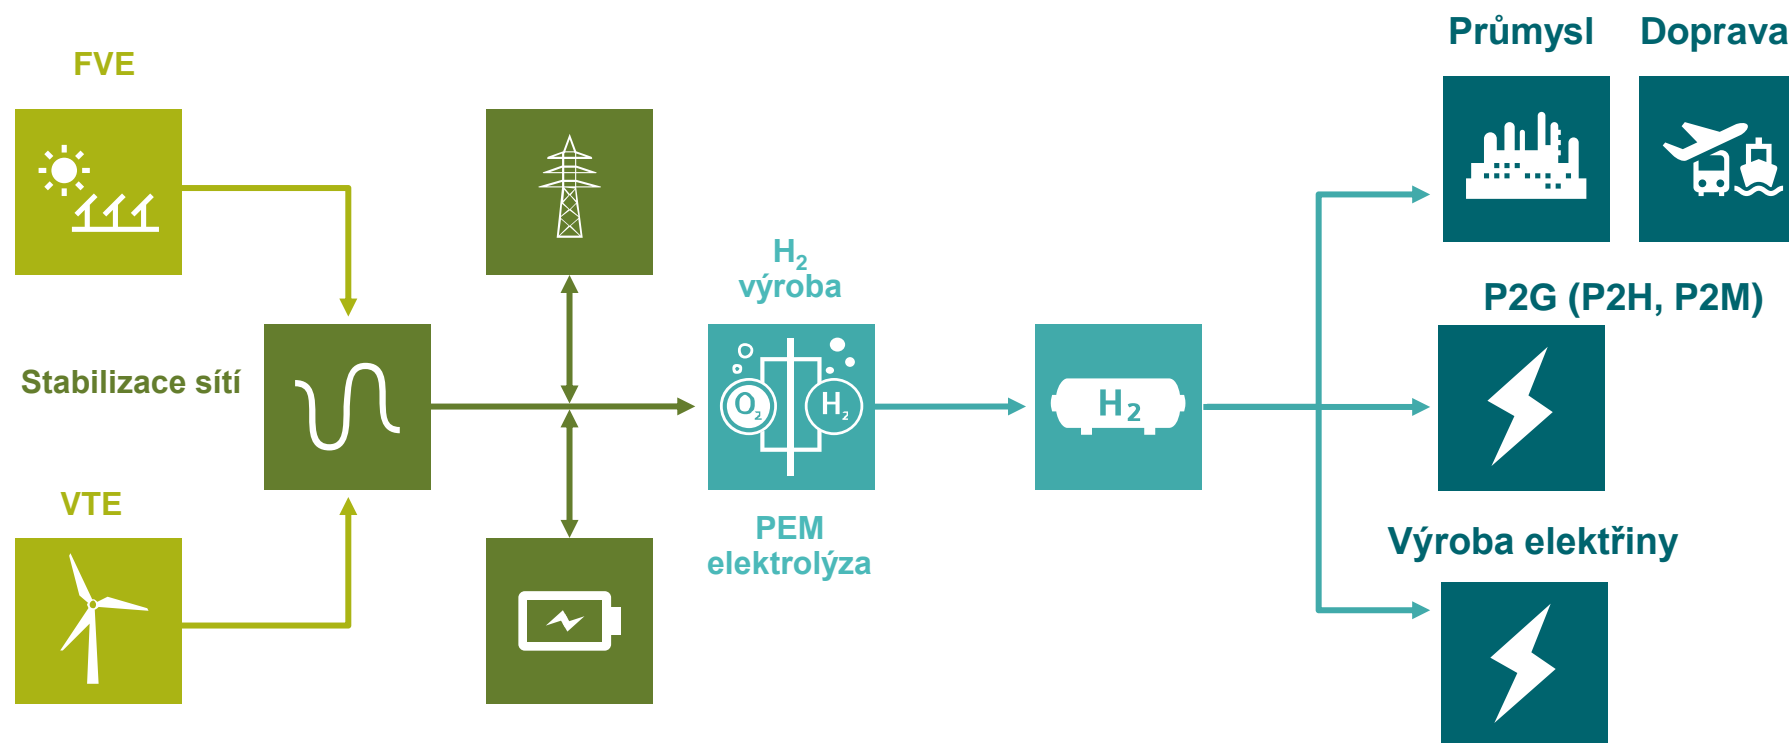 Průmysl
Doprava
FVE
H₂
výroba
P2G (P2H, P2M)
Stabilizace sítí
O₂
H₂
H₂
VTE
PEM
elektrolýza
Výroba elektřiny